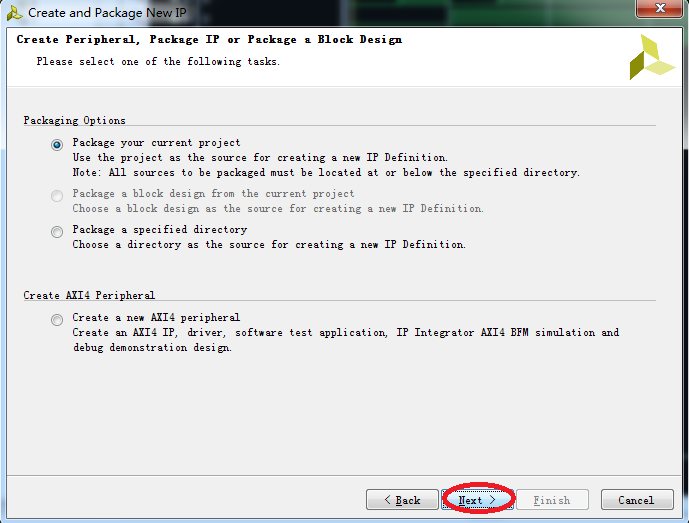 Create and Package New IP
Create Peripheral, Package IP or Package a Block Design
Please select one of the following tasks.
Packaging Options
Package your current project
Use the project as the source for creating a new IP Definition.
Note: All sources to be packaged must be located at or below the specified directory.
Package a block design from the current project
Choose a block design as the source for creating a new IP Definition.
Package a specified directory
Choose a directory as the source for creating a new IP Definition.
Create AXI4 Peripheral
Create a new AXI4 peripheral
Create an AXI4 IP, driver, software test application, IP Integrator AXI4 BFM simulation and
debug demonstration design.
< Back Next > Finish Cancel